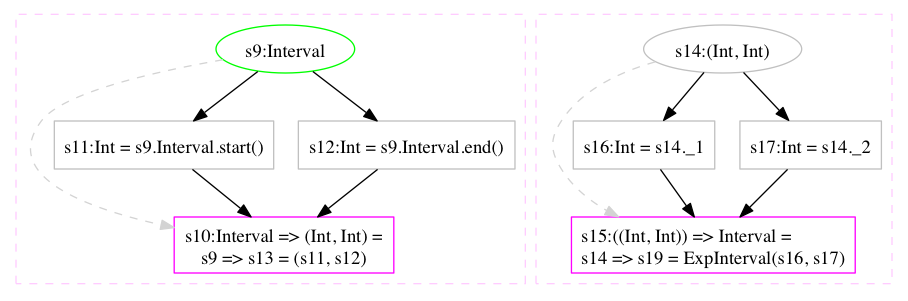 s9:Interval
s11:Int = s9.Interval.start()
s12:Int = s9.Interval.end()
s10:Interval => (Int, Int) =
s9 => s13 = (s11, s12)
s14:(Int, Int)
s16:Int = s14._1
s17:Int = s14._2
s15:((Int, Int)) => Interval =
s14 => s19 = ExpInterval(s16, s17)